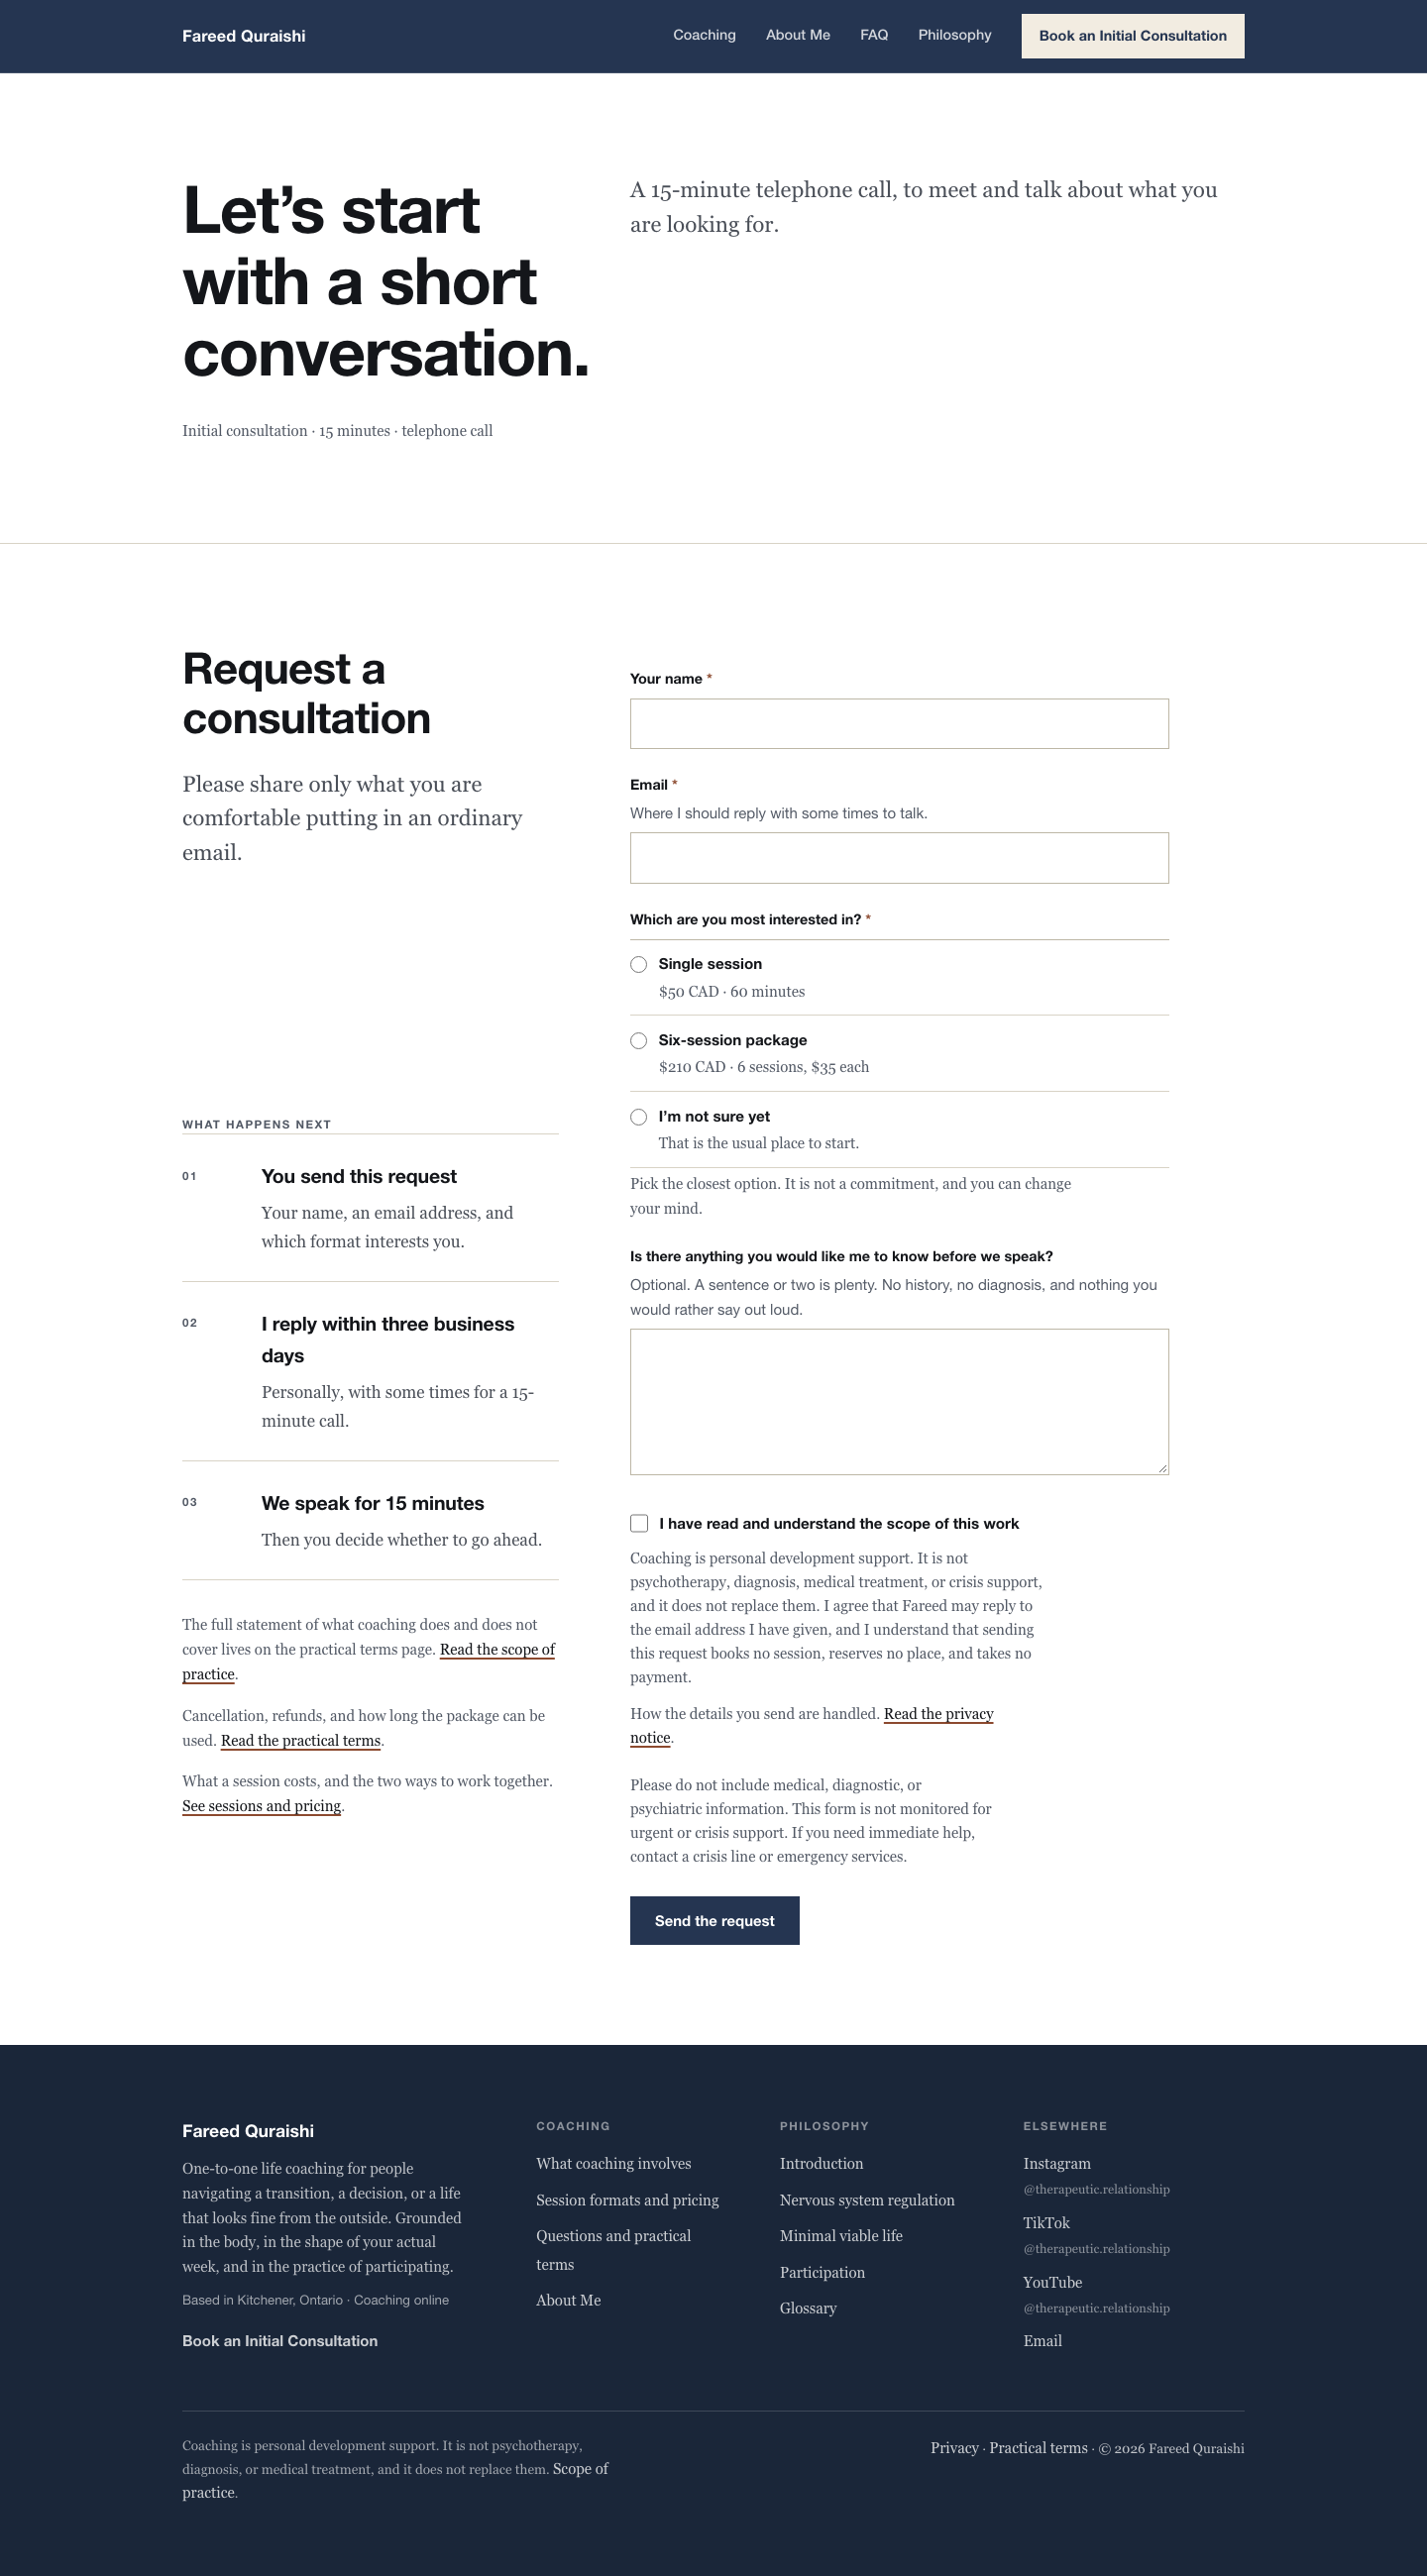 Fareed Quraishi
Coaching
About Me
FAQ
Philosophy
Book an Initial Consultation
Let’s start
with a short
conversation.
Initial consultation · 15 minutes · telephone call
A 15-minute telephone call, to meet and talk about what you
are looking for.
Request a
consultation
Please share only what you are
comfortable putting in an ordinary
email.
WHAT HAPPENS NEXT
01
You send this request
Your name, an email address, and
which format interests you.
02
I reply within three business
days
Personally, with some times for a 15-
minute call.
03
We speak for 15 minutes
Then you decide whether to go ahead.
The full statement of what coaching does and does not
cover lives on the practical terms page. Read the scope of
practice.
Cancellation, refunds, and how long the package can be
used. Read the practical terms.
What a session costs, and the two ways to work together.
See sessions and pricing.
Your name *
Email *
Where I should reply with some times to talk.
Which are you most interested in? *
Single session
$50 CAD · 60 minutes
Six-session package
$210 CAD · 6 sessions, $35 each
I’m not sure yet
That is the usual place to start.
Pick the closest option. It is not a commitment, and you can change
your mind.
Is there anything you would like me to know before we speak?
Optional. A sentence or two is plenty. No history, no diagnosis, and nothing you
would rather say out loud.
I have read and understand the scope of this work
Coaching is personal development support. It is not
psychotherapy, diagnosis, medical treatment, or crisis support,
and it does not replace them. I agree that Fareed may reply to
the email address I have given, and I understand that sending
this request books no session, reserves no place, and takes no
payment.
How the details you send are handled. Read the privacy
notice.
Please do not include medical, diagnostic, or
psychiatric information. This form is not monitored for
urgent or crisis support. If you need immediate help,
contact a crisis line or emergency services.
Send the request
Fareed Quraishi
One-to-one life coaching for people
navigating a transition, a decision, or a life
that looks fine from the outside. Grounded
in the body, in the shape of your actual
week, and in the practice of participating.
Based in Kitchener, Ontario · Coaching online
Book an Initial Consultation
COACHING
What coaching involves
Session formats and pricing
Questions and practical
terms
About Me
PHILOSOPHY
Introduction
Nervous system regulation
Minimal viable life
Participation
Glossary
ELSEWHERE
Instagram
@therapeutic.relationship
TikTok
@therapeutic.relationship
YouTube
@therapeutic.relationship
Email
Coaching is personal development support. It is not psychotherapy,
diagnosis, or medical treatment, and it does not replace them. Scope of
practice.
Privacy · Practical terms · © 2026 Fareed Quraishi